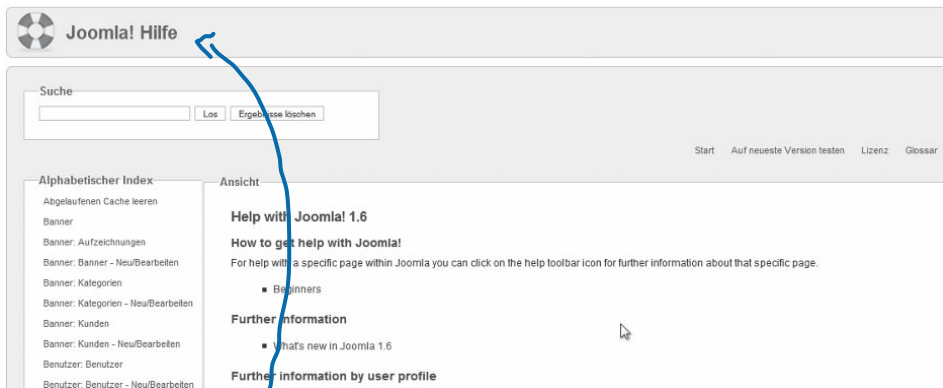 Joomla! Hilfe
Suche
Los Ergebnisse löschen
Start Auf neueste Version testen Lizenz Glossar
Alphabetischer Index
Abgelaufenen Cache leeren
Banner
Banner: Aufzeichnungen
Banner: Banner - Neu/Bearbeiten
Banner: Kategorien
Banner: Kategorien - Neu/Bearbeiten
Banner: Kunden
Banner: Kunden - Neu/Bearbeiten
Benutzer: Benutzer
Benutzer: Benutzer - Neu/Bearbeiten
Ansicht
Help with Joomla! 1.6
How to get help with Joomla!
For help with a specific page within Joomla you can click on the help toolbar icon for further information about that specific page.
Beginners
Further information
What's new in Joomla 1.6
Further information by user profile